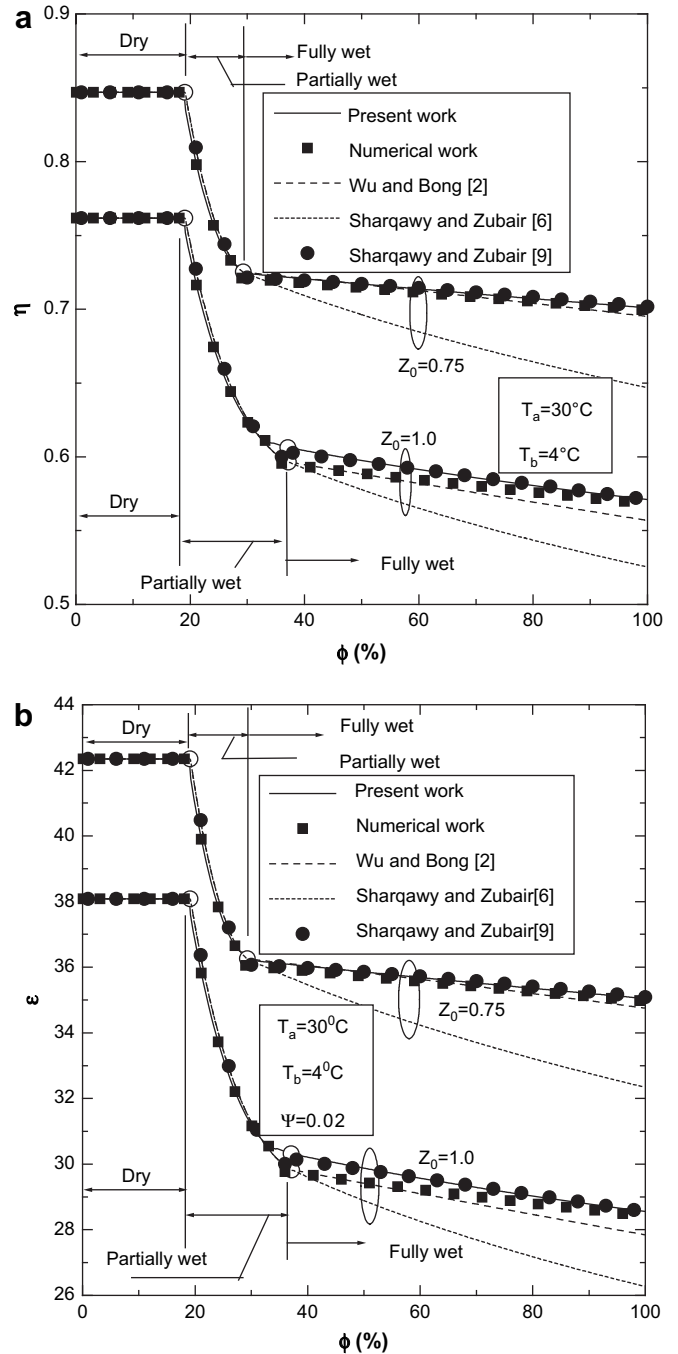 a
0.9
Dry
Fully wet
Partially wet
Present work
Numerical work
Wu and Bong [2]
Sharqawy and Zubair [6]
Sharqawy and Zubair [9]
0.8
0.7
η
Z₀=0.75
Tₐ=30°C
T_b=4°C
Z₀=1.0
0.6
Dry
Partially wet
Fully wet
0.5
0 20 40 60 80 100
ϕ (%)
b
44
Dry
Fully wet
Partially wet
42
Present work
Numerical work
Wu and Bong [2]
Sharqawy and Zubair[6]
Sharqawy and Zubair[9]
40
38
36
ε
Z₀=0.75
34
Tₐ=30⁰C
T_b=4⁰C
Ψ=0.02
32
Z₀=1.0
30
Dry
28
Partially wet
Fully wet
26
0 20 40 60 80 100
ϕ (%)